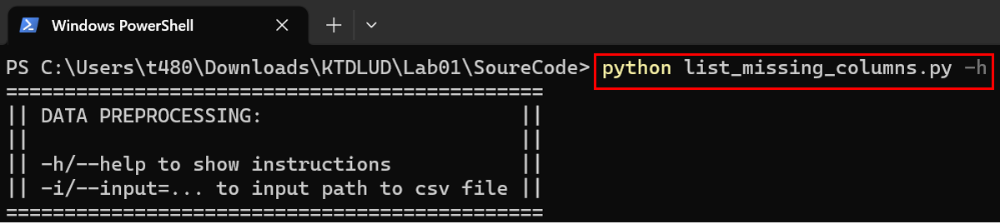 Windows PowerShell
PS C:\Users\t480\Downloads\KTDLUD\Lab01\SoureCode> python list_missing_columns.py -h
==============================================
|| DATA PREPROCESSING:                      ||
||                                          ||
|| -h/--help to show instructions           ||
|| -i/--input=... to input path to csv file ||
==============================================